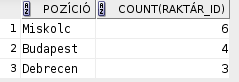 POZÍCIÓ COUNT(RAKTÁR_ID)
1 Miskolc 6
2 Budapest 4
3 Debrecen 3